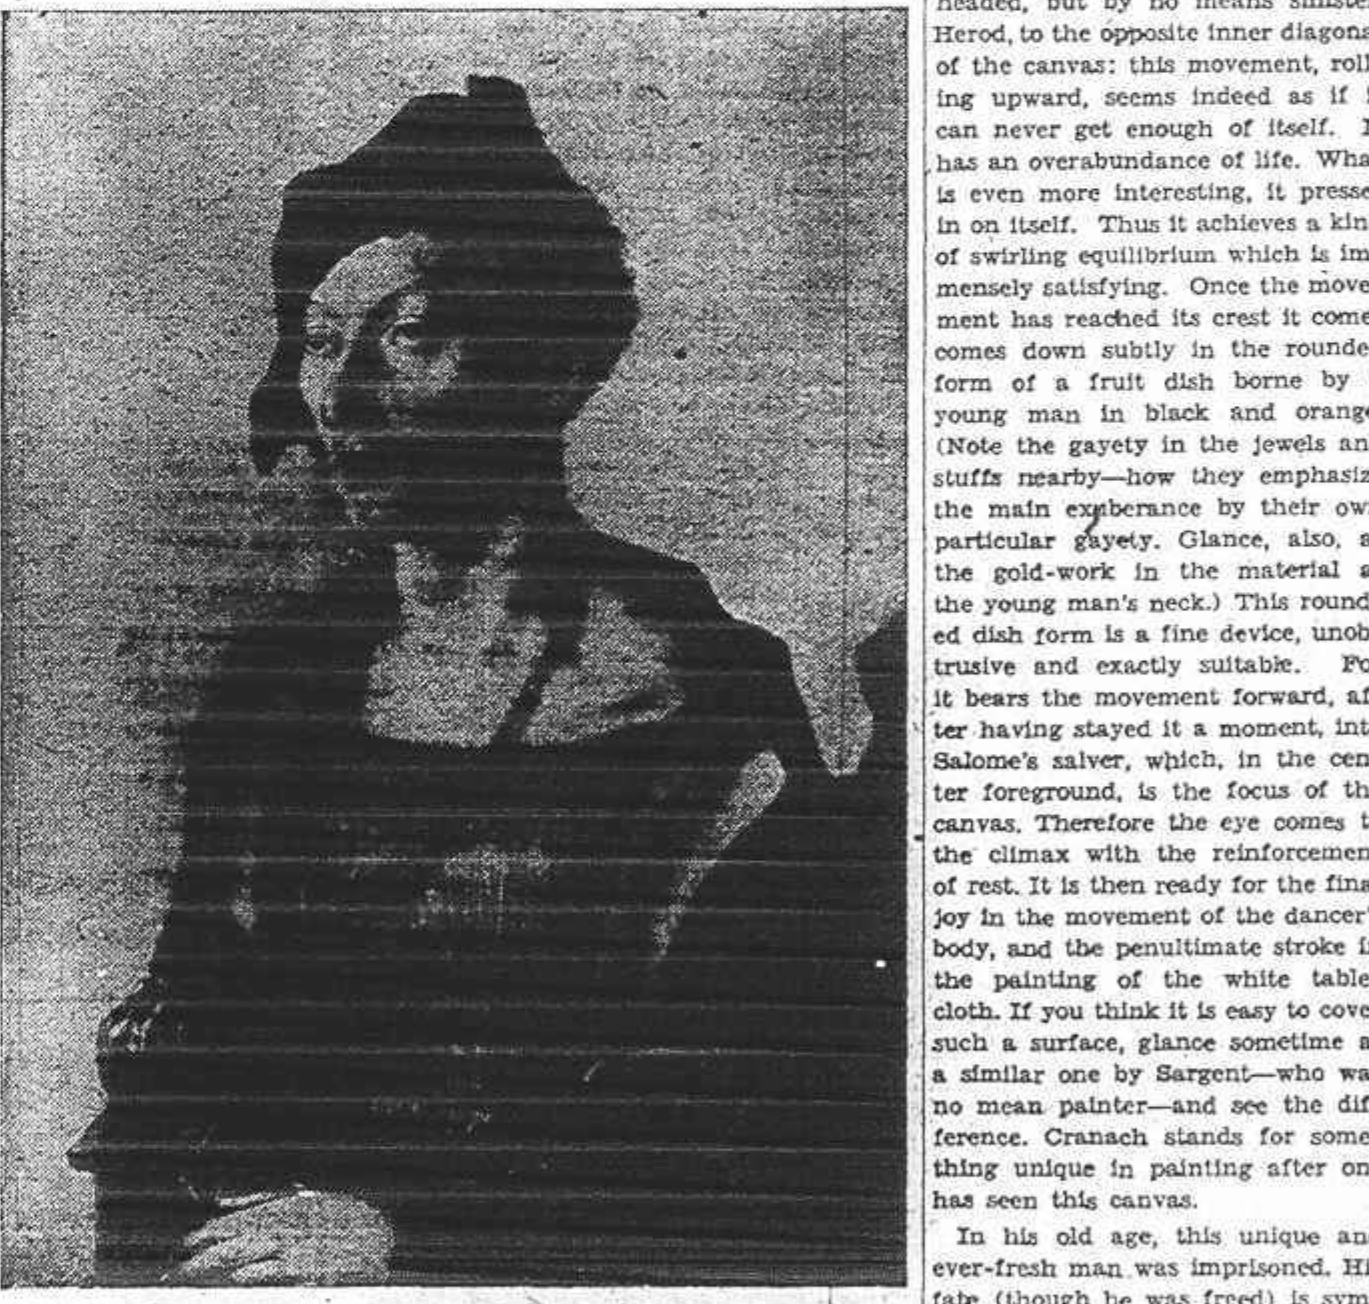 headed, but by no means sinister
Herod, to the opposite inner diagona
of the canvas: this movement, roll
ing upward, seems indeed as if i
can never get enough of itself. I
has an overabundance of life. Wha
is even more interesting, it presse
in on itself. Thus it achieves a kin
of swirling equilibrium which is im
mensely satisfying. Once the move
ment has reached its crest it come
comes down subtly in the rounde
form of a fruit dish borne by
young man in black and orange
(Note the gayety in the jewels an
stuffs nearby—how they emphasiz
the main exuberance by their ow
particular gayety. Glance, also, a
the gold-work in the material a
the young man's neck.) This round
ed dish form is a fine device, unob
trusive and exactly suitable. Fo
it bears the movement forward, af
ter having stayed it a moment, int
Salome's salver, which, in the cen
ter foreground, is the focus of th
canvas. Therefore the eye comes t
the climax with the reinforcemen
of rest. It is then ready for the fina
joy in the movement of the dancer'
body, and the penultimate stroke i
the painting of the white table
cloth. If you think it is easy to cove
such a surface, glance sometime a
a similar one by Sargent—who wa
no mean painter—and see the dif
ference. Cranach stands for some
thing unique in painting after on
has seen this canvas.
In his old age, this unique an
ever-fresh man was imprisoned. Hi
fate (though he was freed) is sym